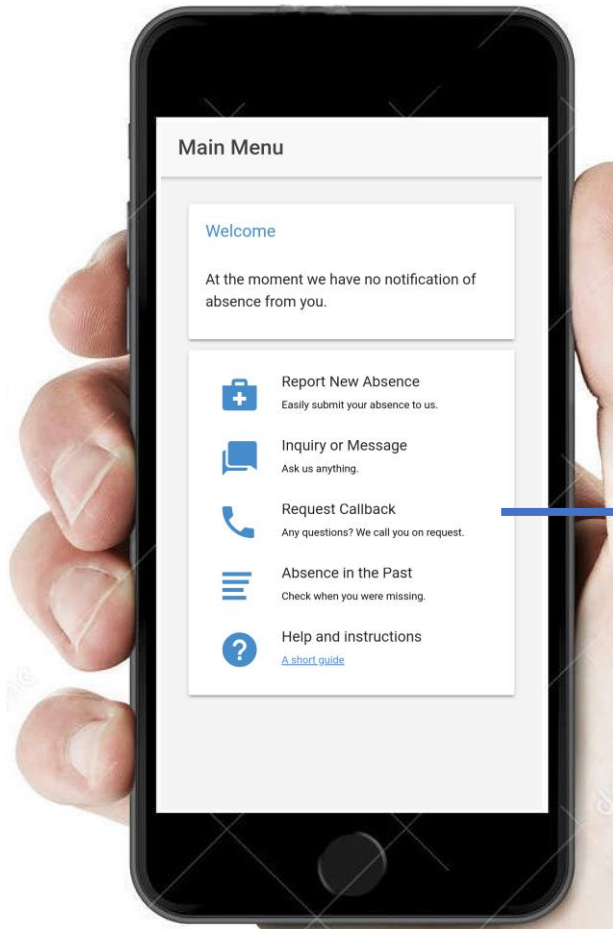 Main Menu
Welcome
At the moment we have no notification of
absence from you.
Report New Absence
Easily submit your absence to us.
Inquiry or Message
Ask us anything.
Request Callback
Any questions? We call you on request.
Absence in the Past
Check when you were missing.
Help and instructions
A short guide